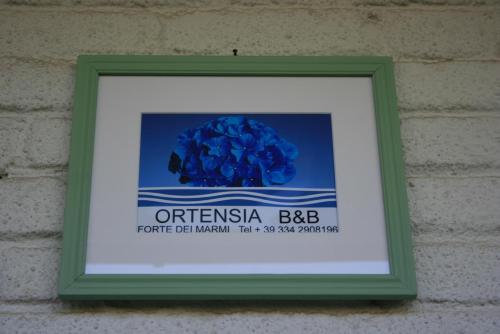 ORTENSIA B&B
FORTE DEI MARMI Tel + 39 334 2908196